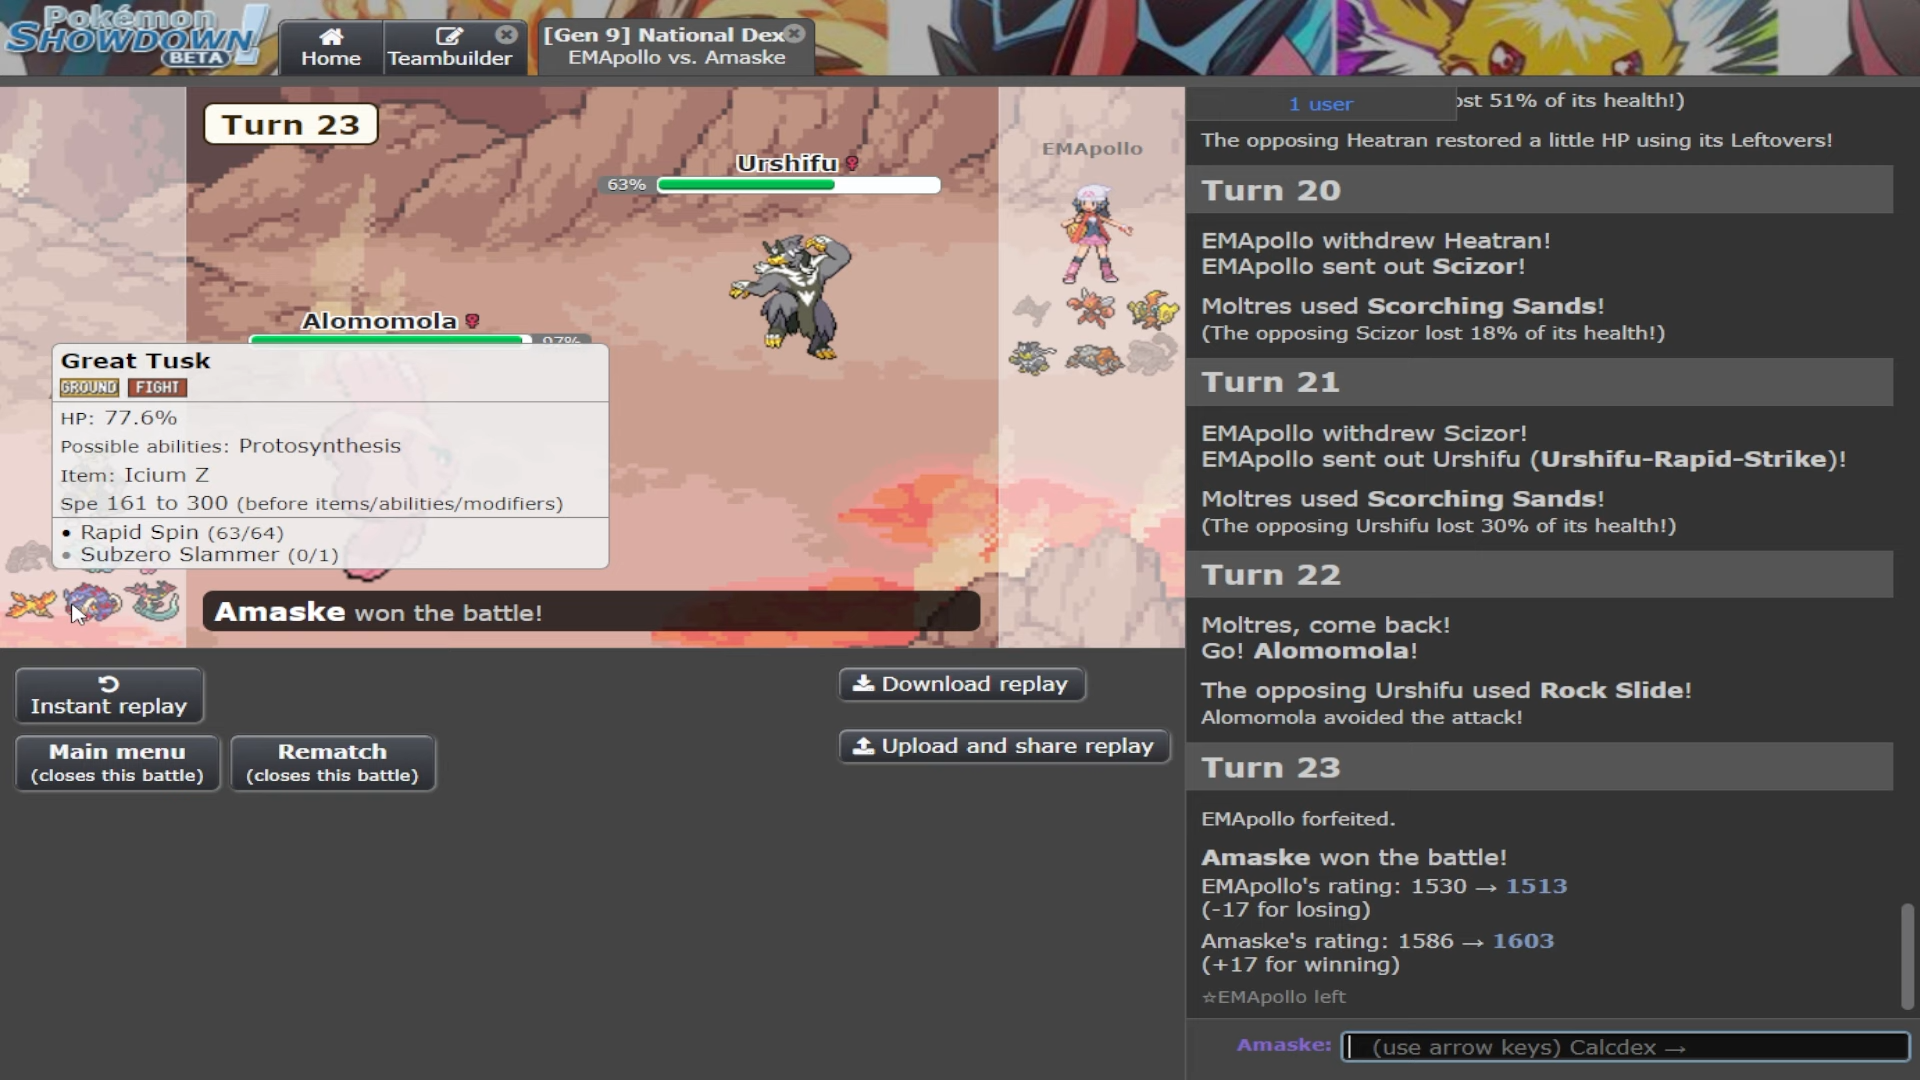 Pokémon
SHOWDOWN!
BETA
Home
Teambuilder
[Gen 9] National Dex
EMApollo vs. Amaske
Turn 23
Urshifu
63%
Alomomola
97%
Great Tusk
GROUND FIGHT
HP: 77.6%
Possible abilities: Protosynthesis
Item: Icium Z
Spe 161 to 300 (before items/abilities/modifiers)
• Rapid Spin (63/64)
• Subzero Slammer (0/1)
Amaske won the battle!
EMApollo
Instant replay
Download replay
Upload and share replay
Main menu
(closes this battle)
Rematch
(closes this battle)
1 user
ost 51% of its health!)
The opposing Heatran restored a little HP using its Leftovers!
Turn 20
EMApollo withdrew Heatran!
EMApollo sent out Scizor!
Moltres used Scorching Sands!
(The opposing Scizor lost 18% of its health!)
Turn 21
EMApollo withdrew Scizor!
EMApollo sent out Urshifu (Urshifu-Rapid-Strike)!
Moltres used Scorching Sands!
(The opposing Urshifu lost 30% of its health!)
Turn 22
Moltres, come back!
Go! Alomomola!
The opposing Urshifu used Rock Slide!
Alomomola avoided the attack!
Turn 23
EMApollo forfeited.
Amaske won the battle!
EMApollo's rating: 1530 → 1513
(-17 for losing)
Amaske's rating: 1586 → 1603
(+17 for winning)
☆EMApollo left
Amaske: (use arrow keys) Calcdex →